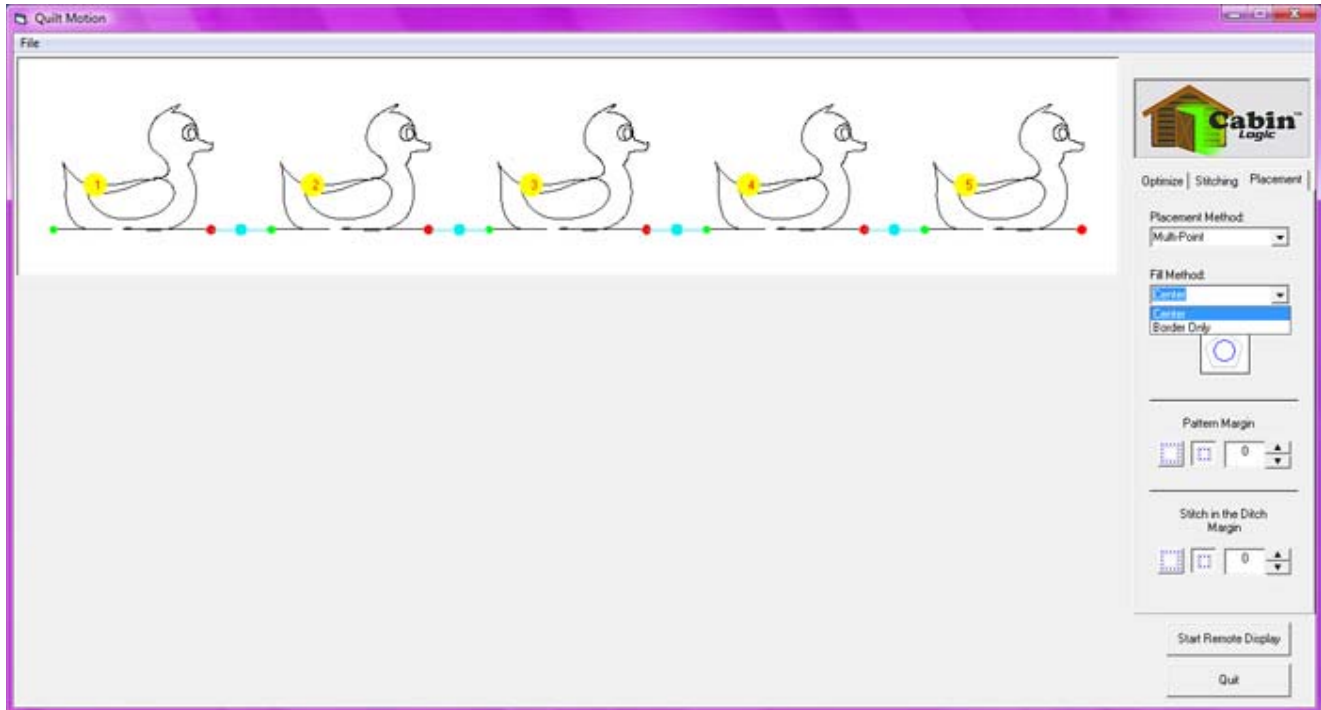 Quilt Motion
File
1 2 3 4 5
Cabin™
Logic
Optimize Stitching Placement
Placement Method:
Multi-Point
Fill Method:
Center
Center
Border Only
Pattern Margin
0
Stitch in the Ditch
Margin
0
Start Remote Display
Quit